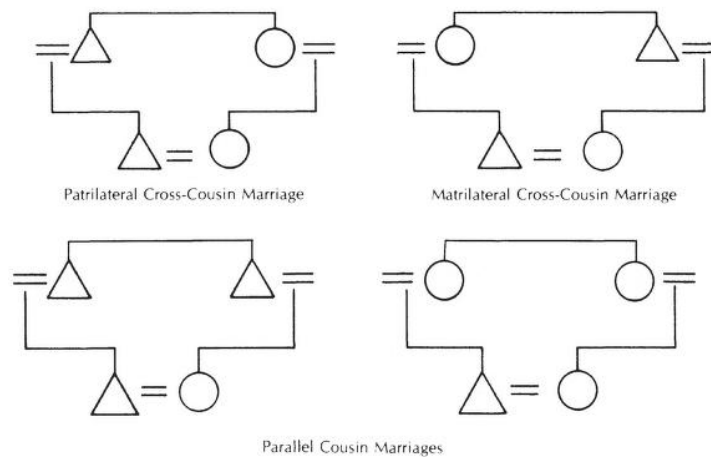 Patrilateral Cross-Cousin Marriage
Matrilateral Cross-Cousin Marriage
Parallel Cousin Marriages